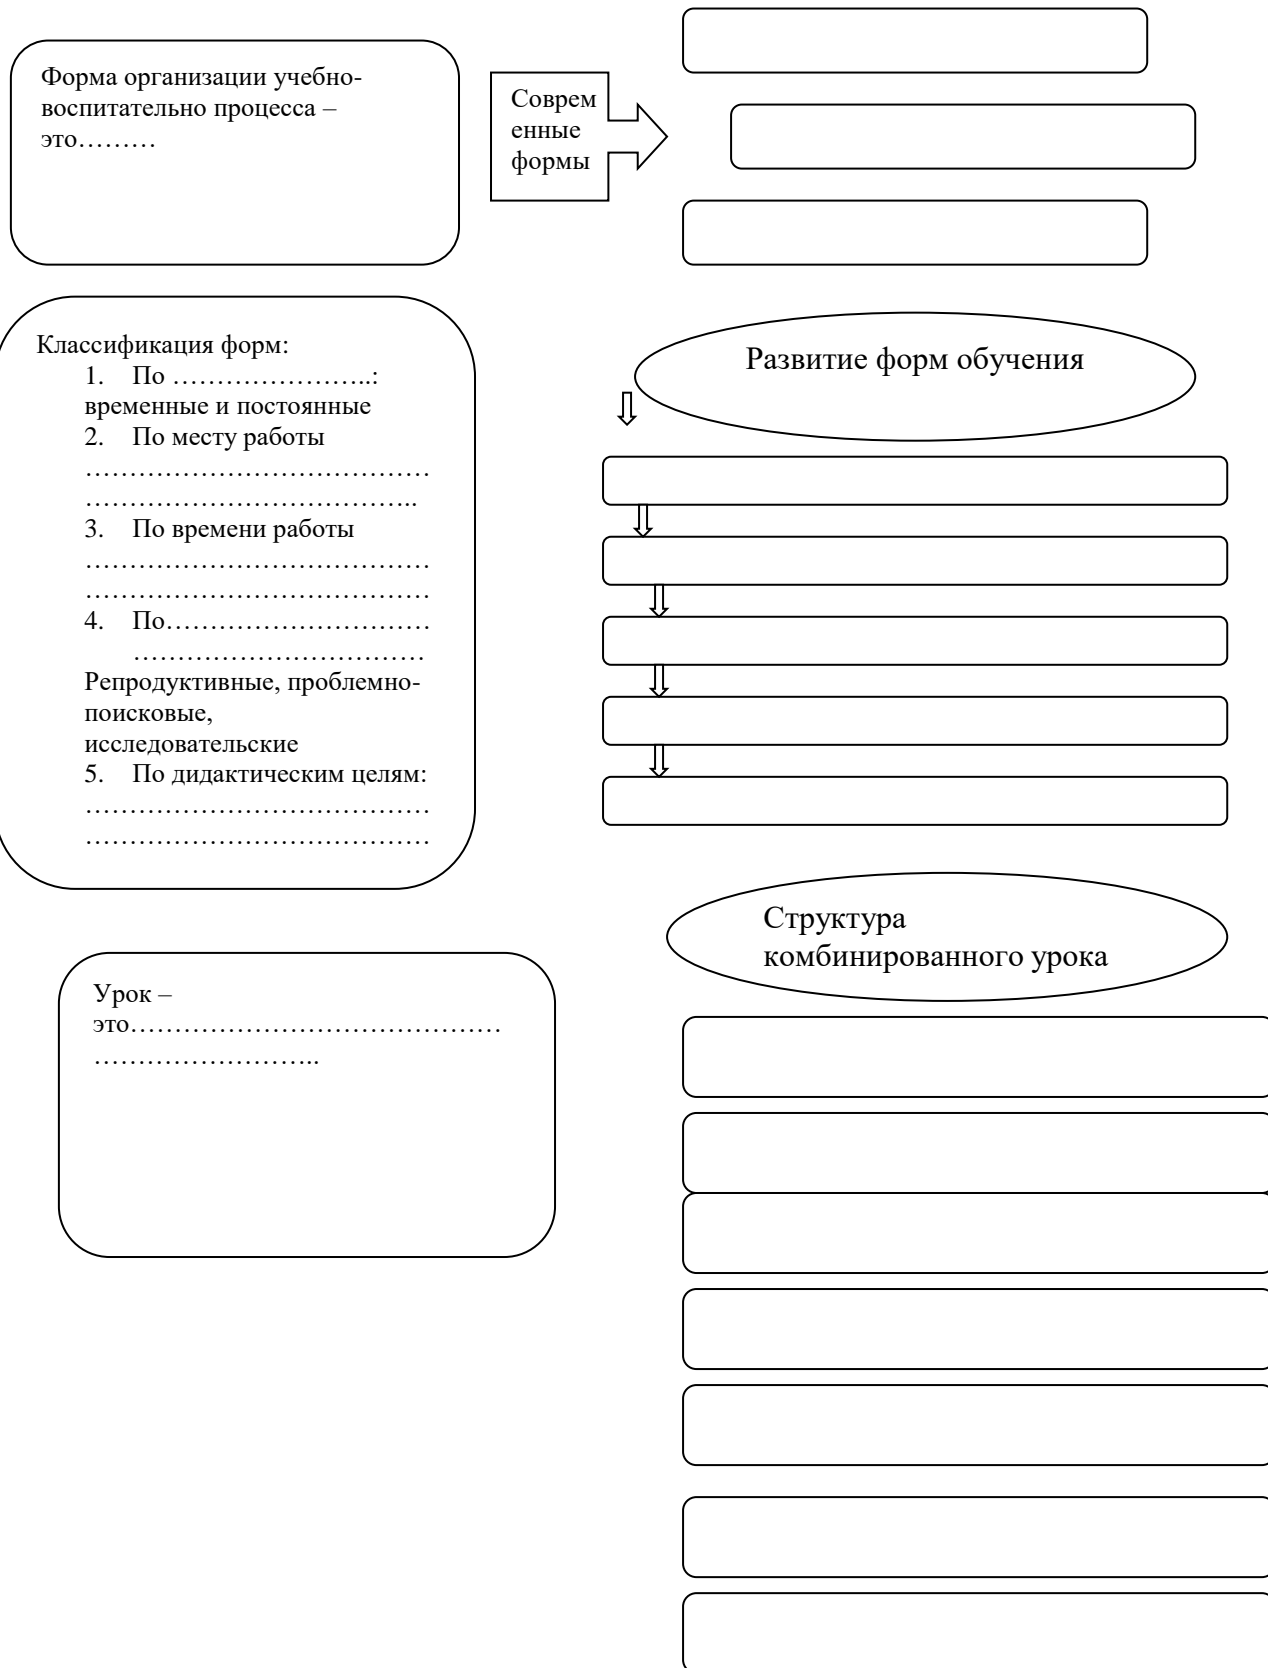 Форма организации учебно-
воспитательно процесса –
это………
Соврем
енные
формы
Классификация форм:
1. По …………………..:
временные и постоянные
2. По месту работы
…………………………………
………………………………..
3. По времени работы
…………………………………
…………………………………
4. По…………………………
……………………………
Репродуктивные, проблемно-
поисковые,
исследовательские
5. По дидактическим целям:
…………………………………
…………………………………
Развитие форм обучения
Урок –
это……………………………………
……………………..
Структура
комбинированного урока